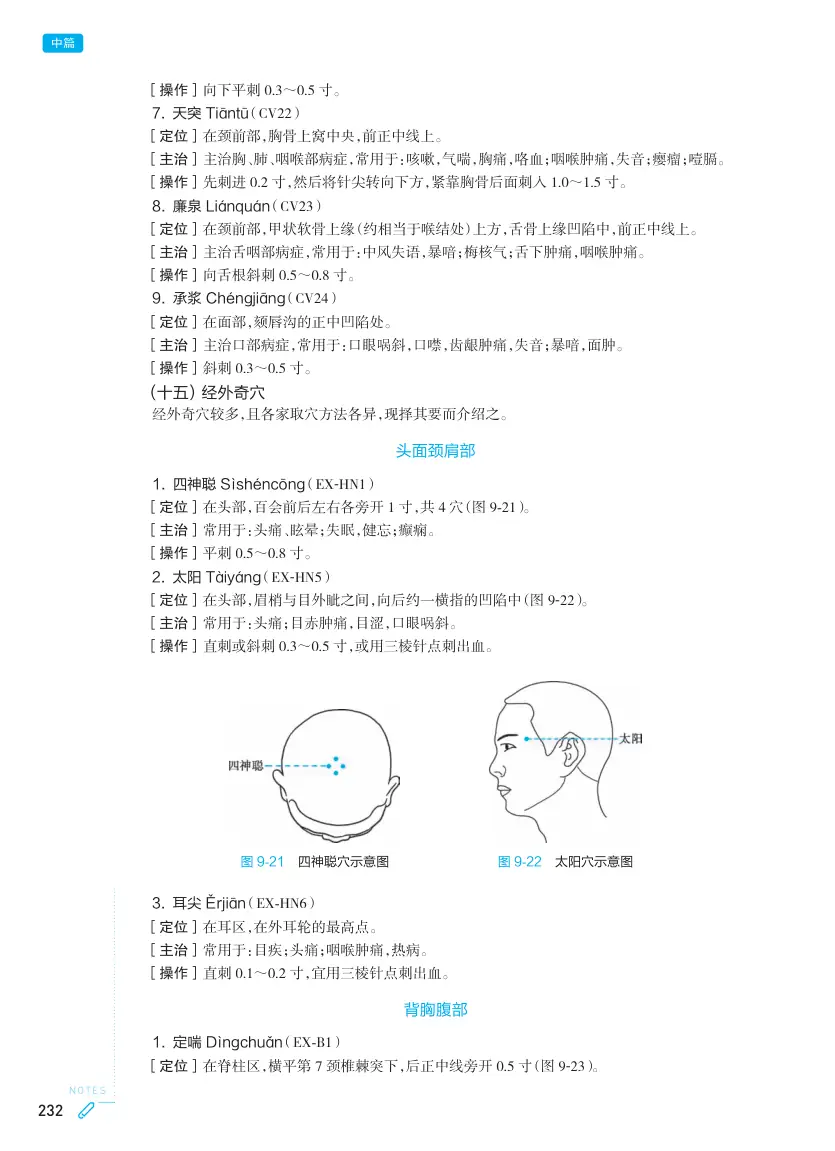 中篇
［操作］向下平刺 0.3～0.5 寸。
7. 天突 Tiāntū（CV22）
［定位］在颈前部，胸骨上窝中央，前正中线上。
［主治］主治胸、肺、咽喉部病症，常用于：咳嗽，气喘，胸痛，咯血；咽喉肿痛，失音；瘿瘤；噎膈。
［操作］先刺进 0.2 寸，然后将针尖转向下方，紧靠胸骨后面刺入 1.0～1.5 寸。
8. 廉泉 Liánquán（CV23）
［定位］在颈前部，甲状软骨上缘（约相当于喉结处）上方，舌骨上缘凹陷中，前正中线上。
［主治］主治舌咽部病症，常用于：中风失语，暴喑；梅核气；舌下肿痛，咽喉肿痛。
［操作］向舌根斜刺 0.5～0.8 寸。
9. 承浆 Chéngjiāng（CV24）
［定位］在面部，颏唇沟的正中凹陷处。
［主治］主治口部病症，常用于：口眼㖞斜，口噤，齿龈肿痛，失音；暴喑，面肿。
［操作］斜刺 0.3～0.5 寸。
（十五）经外奇穴
经外奇穴较多，且各家取穴方法各异，现择其要而介绍之。
头面颈肩部
1. 四神聪 Sìshéncōng（EX-HN1）
［定位］在头部，百会前后左右各旁开 1 寸，共 4 穴（图 9-21）。
［主治］常用于：头痛、眩晕；失眠，健忘；癫痫。
［操作］平刺 0.5～0.8 寸。
2. 太阳 Tàiyáng（EX-HN5）
［定位］在头部，眉梢与目外眦之间，向后约一横指的凹陷中（图 9-22）。
［主治］常用于：头痛；目赤肿痛，目涩，口眼㖞斜。
［操作］直刺或斜刺 0.3～0.5 寸，或用三棱针点刺出血。
四神聪
太阳
图 9-21 四神聪穴示意图
图 9-22 太阳穴示意图
3. 耳尖 Ěrjiān（EX-HN6）
［定位］在耳区，在外耳轮的最高点。
［主治］常用于：目疾；头痛；咽喉肿痛，热病。
［操作］直刺 0.1～0.2 寸，宜用三棱针点刺出血。
背胸腹部
1. 定喘 Dìngchuǎn（EX-B1）
［定位］在脊柱区，横平第 7 颈椎棘突下，后正中线旁开 0.5 寸（图 9-23）。
NOTES
232